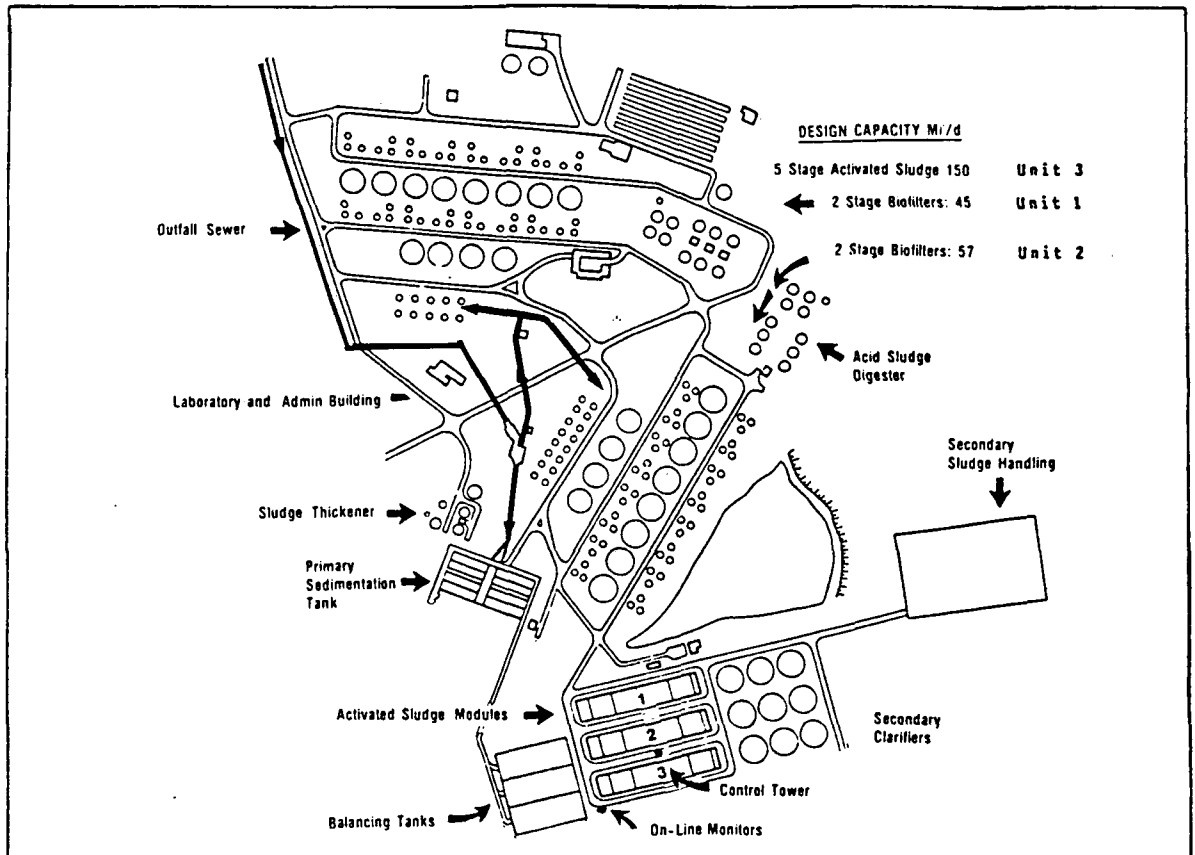 DESIGN CAPACITY Mℓ/d
5 Stage Activated Sludge 150 Unit 3
2 Stage Biofilters: 45 Unit 1
2 Stage Biofilters: 57 Unit 2
Outfall Sewer
Acid Sludge
Digester
Laboratory and Admin Building
Secondary
Sludge Handling
Sludge Thickener
Primary
Sedimentation
Tank
1
Activated Sludge Modules
2
Secondary
Clarifiers
3
Control Tower
Balancing Tanks
On-Line Monitors